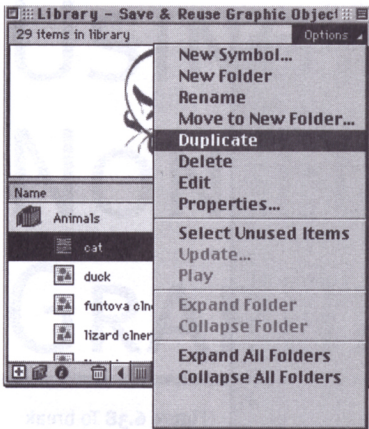 Library – Save & Reuse Graphic Object
29 items in library
Options
New Symbol...
New Folder
Rename
Move to New Folder...
Duplicate
Delete
Edit
Properties...
Select Unused Items
Update...
Play
Expand Folder
Collapse Folder
Expand All Folders
Collapse All Folders
Name
Animals
cat
duck
funtova
lizard